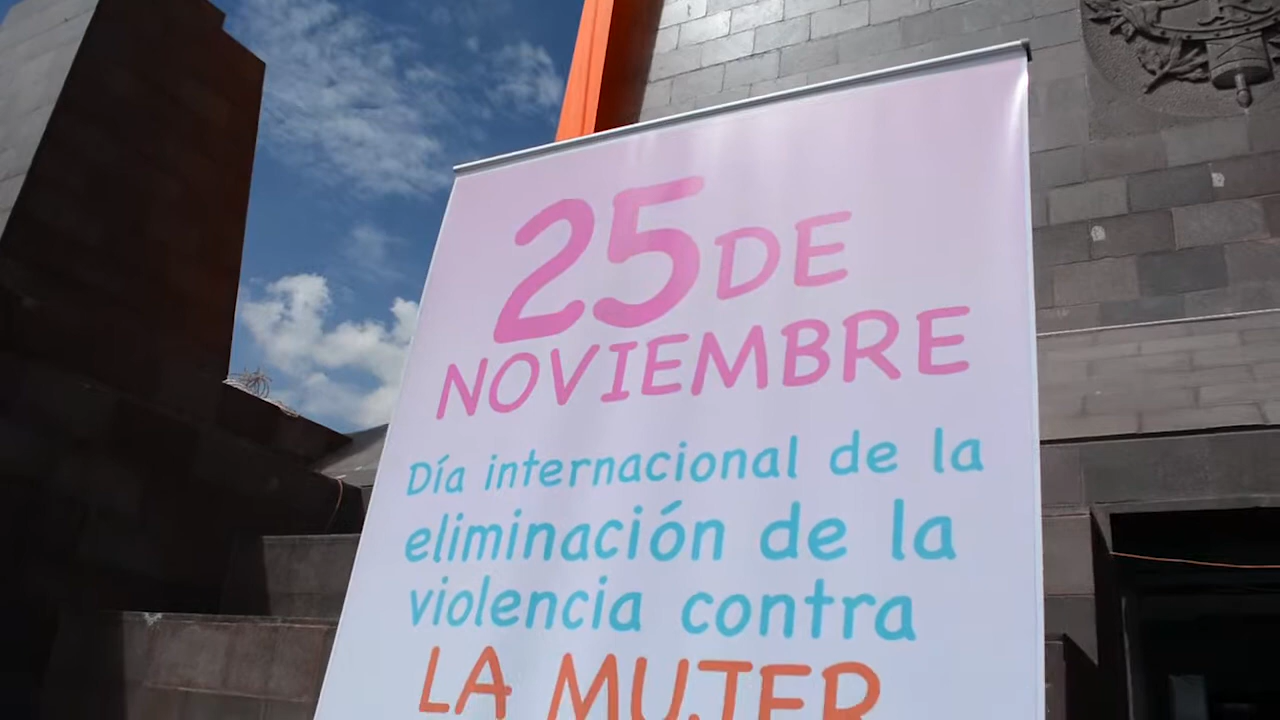 25 DE
NOVIEMBRE
Día internacional de la
eliminación de la
violencia contra
LA MUJER